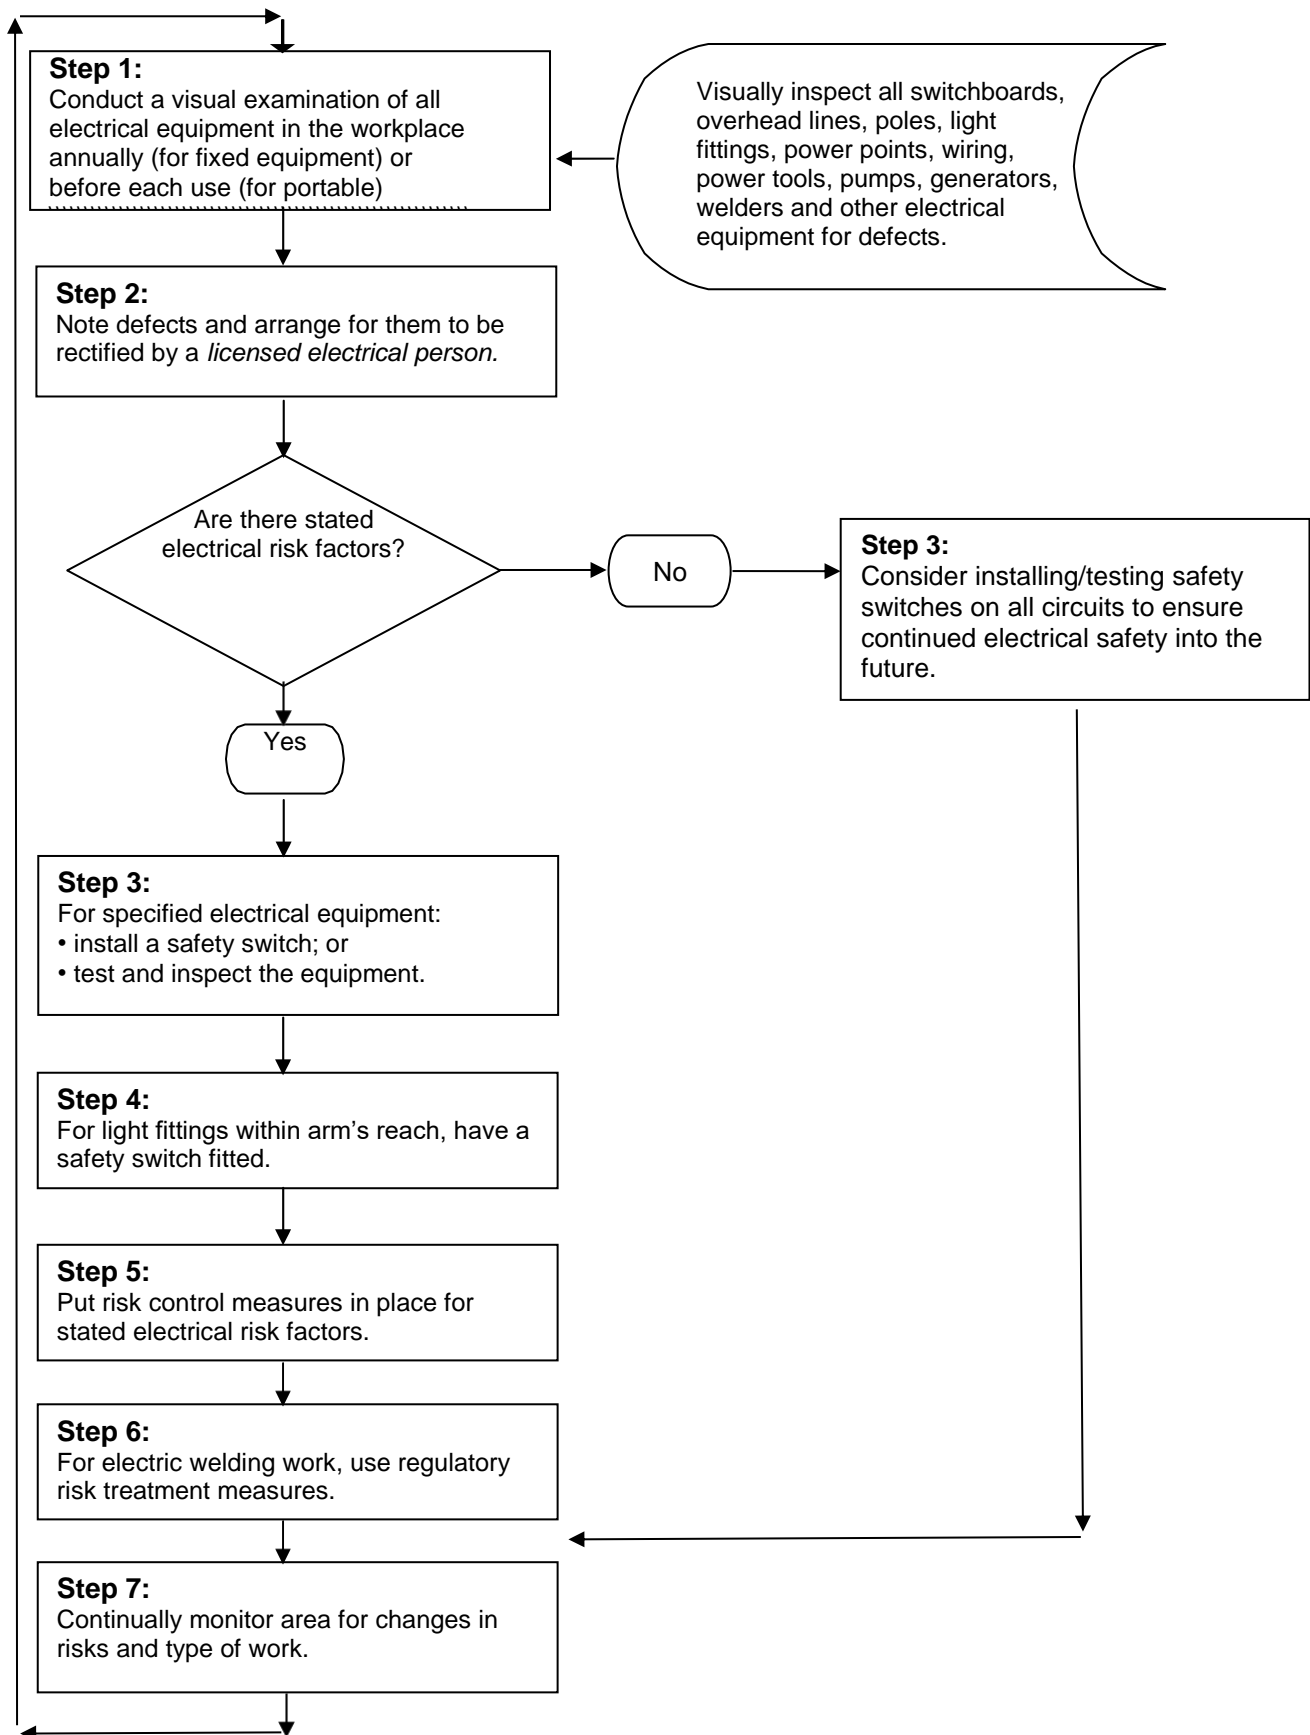 Step 1:
Conduct a visual examination of all
electrical equipment in the workplace
annually (for fixed equipment) or
before each use (for portable)
Visually inspect all switchboards,
overhead lines, poles, light
fittings, power points, wiring,
power tools, pumps, generators,
welders and other electrical
equipment for defects.
Step 2:
Note defects and arrange for them to be
rectified by a licensed electrical person.
Are there stated
electrical risk factors?
No
Step 3:
Consider installing/testing safety
switches on all circuits to ensure
continued electrical safety into the
future.
Yes
Step 3:
For specified electrical equipment:
• install a safety switch; or
• test and inspect the equipment.
Step 4:
For light fittings within arm’s reach, have a
safety switch fitted.
Step 5:
Put risk control measures in place for
stated electrical risk factors.
Step 6:
For electric welding work, use regulatory
risk treatment measures.
Step 7:
Continually monitor area for changes in
risks and type of work.